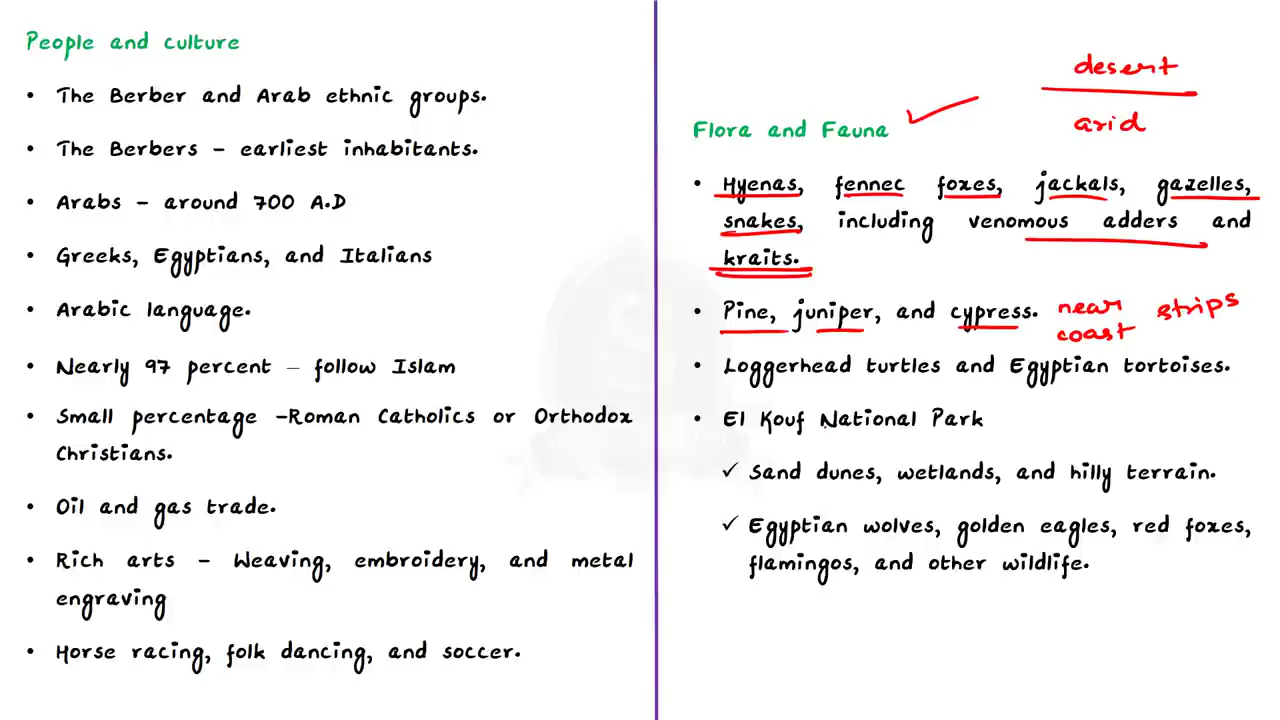 People and culture
• The Berber and Arab ethnic groups.
• The Berbers – earliest inhabitants.
• Arabs – around 700 A.D
• Greeks, Egyptians, and Italians
• Arabic language.
• Nearly 97 percent – follow Islam
• Small percentage –Roman Catholics or Orthodox
Christians.
• Oil and gas trade.
• Rich arts – Weaving, embroidery, and metal
engraving
• Horse racing, folk dancing, and soccer.
desert
arid
Flora and Fauna
• Hyenas, fennec foxes, jackals, gazelles,
snakes, including venomous adders and
kraits.
• Pine, juniper, and cypress. near strips
coast
• Loggerhead turtles and Egyptian tortoises.
• El Kouf National Park
✓ Sand dunes, wetlands, and hilly terrain.
✓ Egyptian wolves, golden eagles, red foxes,
flamingos, and other wildlife.